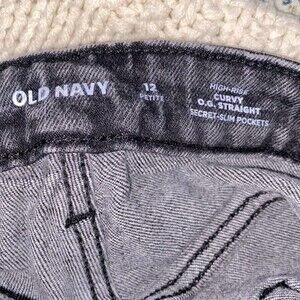 OLD NAVY
12
PETITE
HIGH-RISE
CURVY
O.G. STRAIGHT
SECRET-SLIM POCKETS